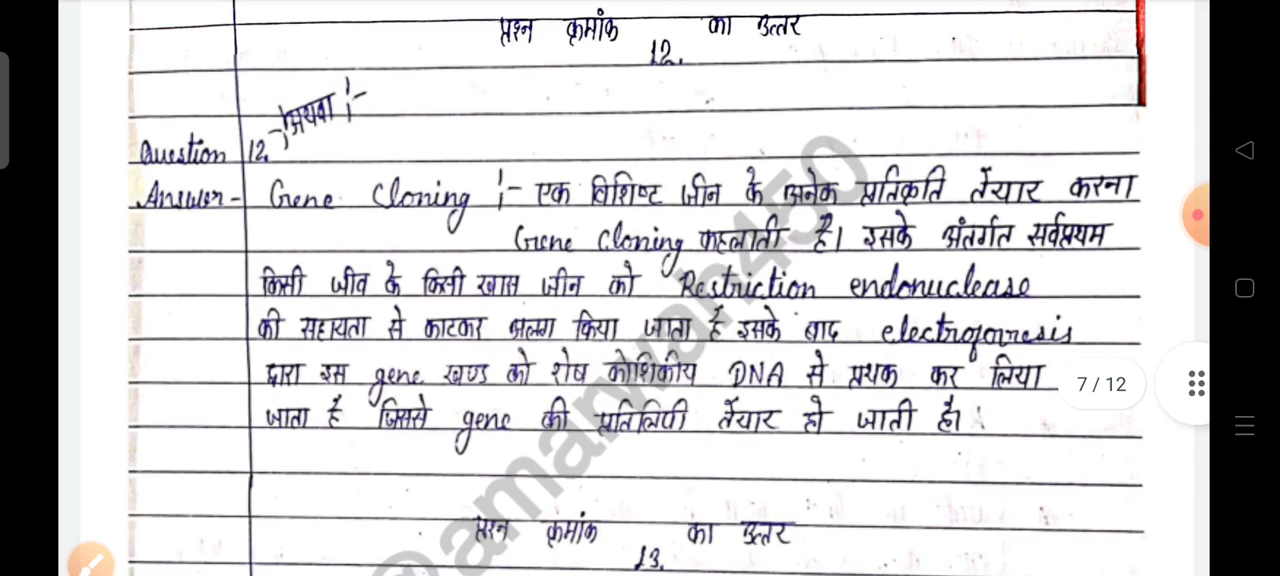 प्रश्न क्रमांक 12. का उत्तर
अथवा :-
Question 12.
Answer - Gene Cloning :- एक विशिष्ट जीन के अनेक प्रतिकृति तैयार करना
Gene Cloning कहलाती है। इसके अंतर्गत सर्वप्रथम
किसी जीव के किसी खास जीन को Restriction endonuclease
की सहायता से काटकर अलग किया जाता है इसके बाद
द्वारा इस gene खण्ड को शेष कोशिकीय DNA से प्रथक कर लिया
जाता है जिससे gene की प्रतिलिपी तैयार हो जाती है।
7 / 12
प्रश्न क्रमांक 13. का उत्तर
@amarwah450